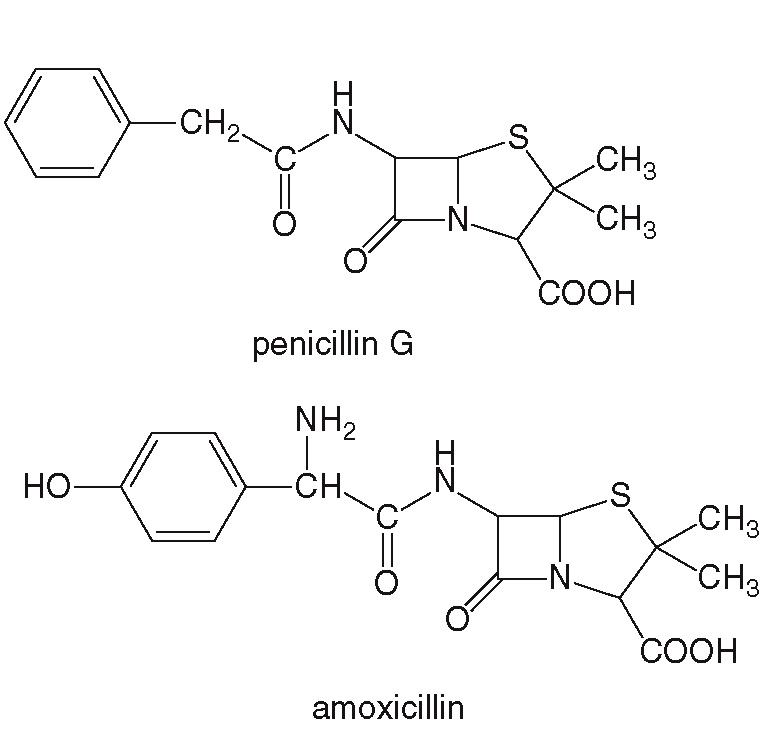 H
N
S
CH3
CH2
C
O
N
CH3
O
COOH
penicillin G
NH2
H
N
S
HO
CH
C
CH3
O
N
CH3
O
COOH
amoxicillin